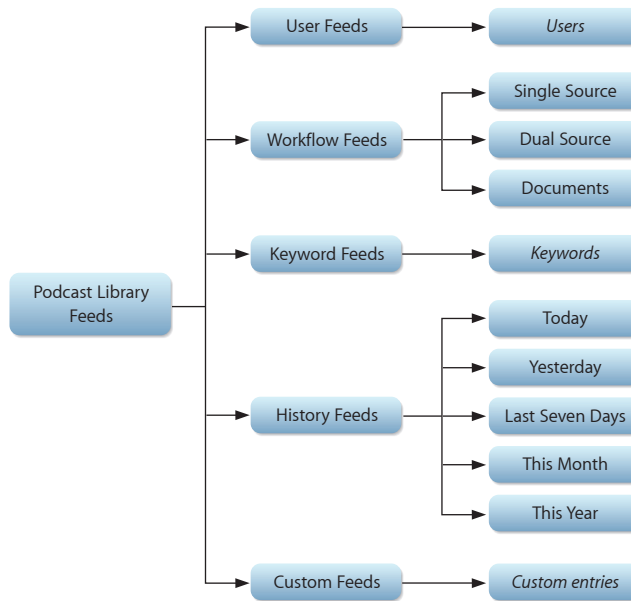 User Feeds
Users
Single Source
Workflow Feeds
Dual Source
Documents
Keyword Feeds
Keywords
Podcast Library
Feeds
Today
Yesterday
History Feeds
Last Seven Days
This Month
This Year
Custom Feeds
Custom entries